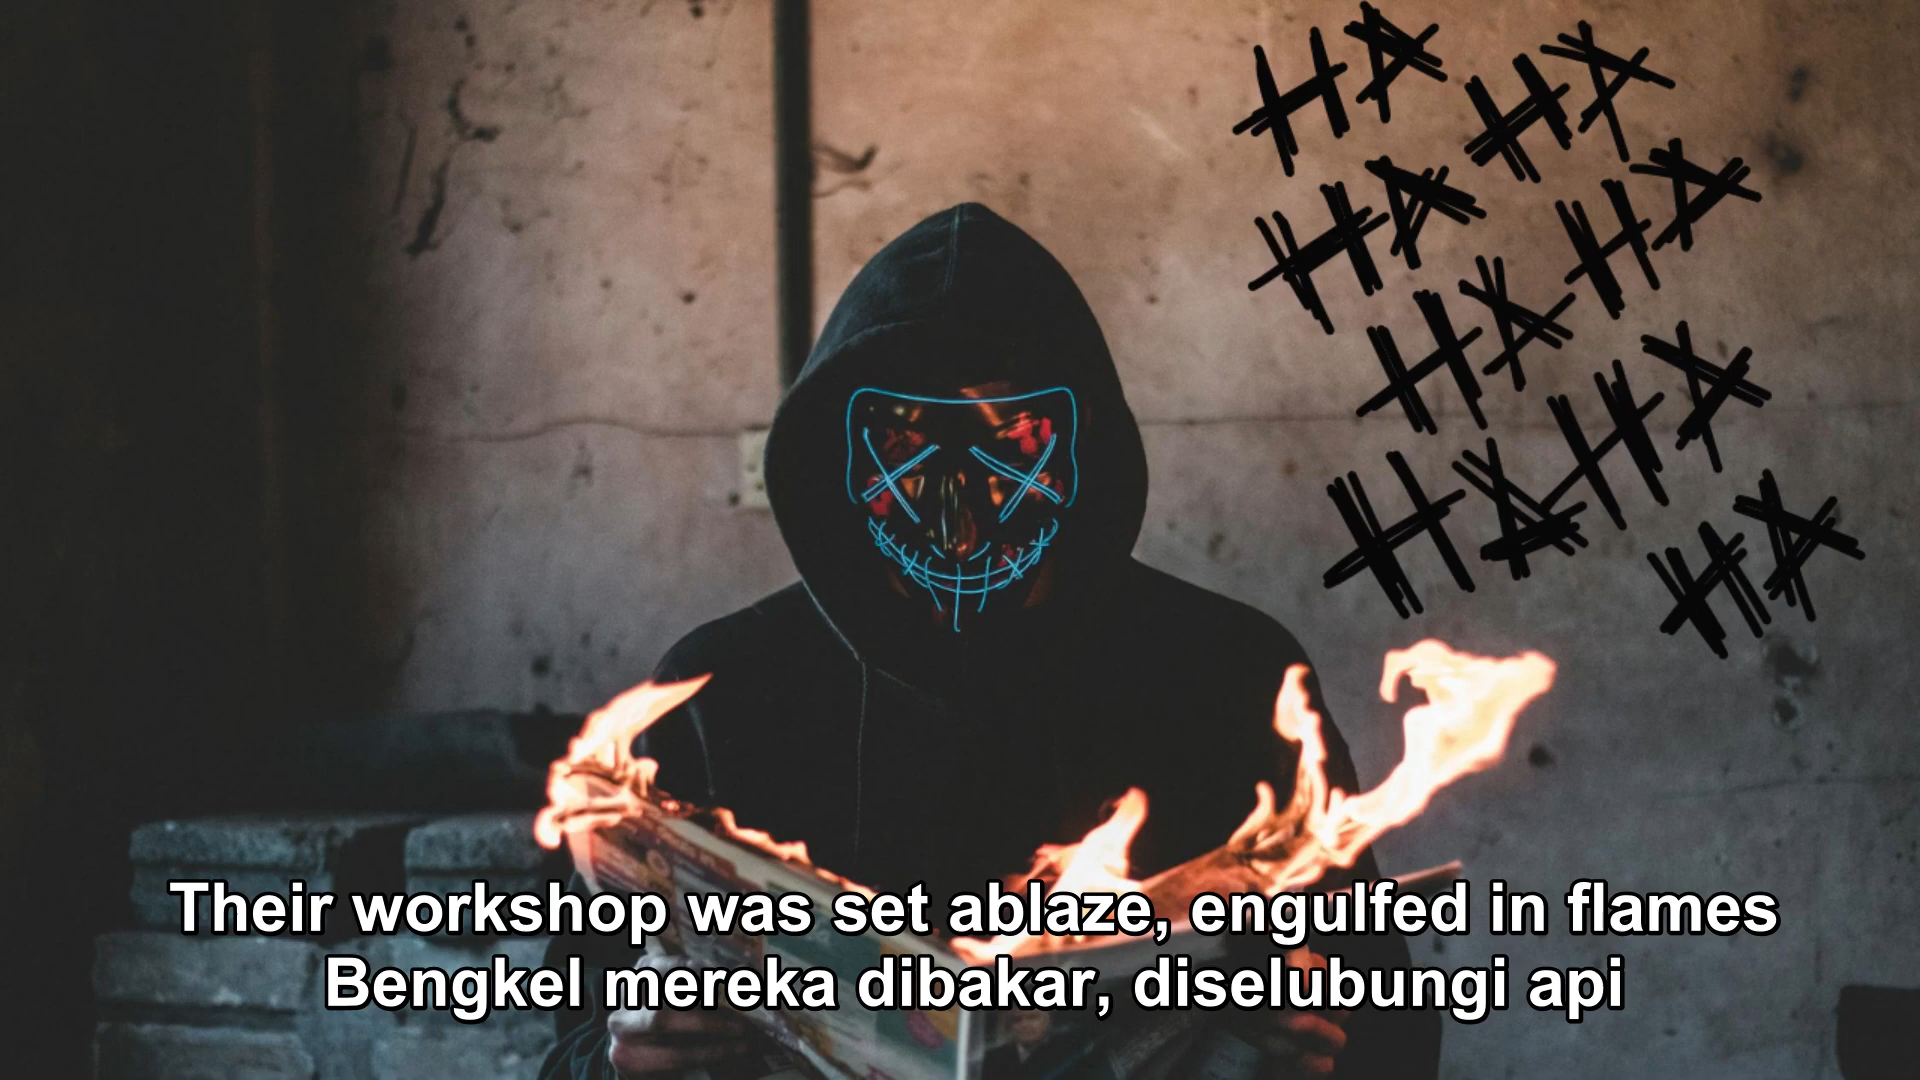 HA HA
HA HA
HA
HA HA
HA
Their workshop was set ablaze, engulfed in flames
Bengkel mereka dibakar, diselubungi api